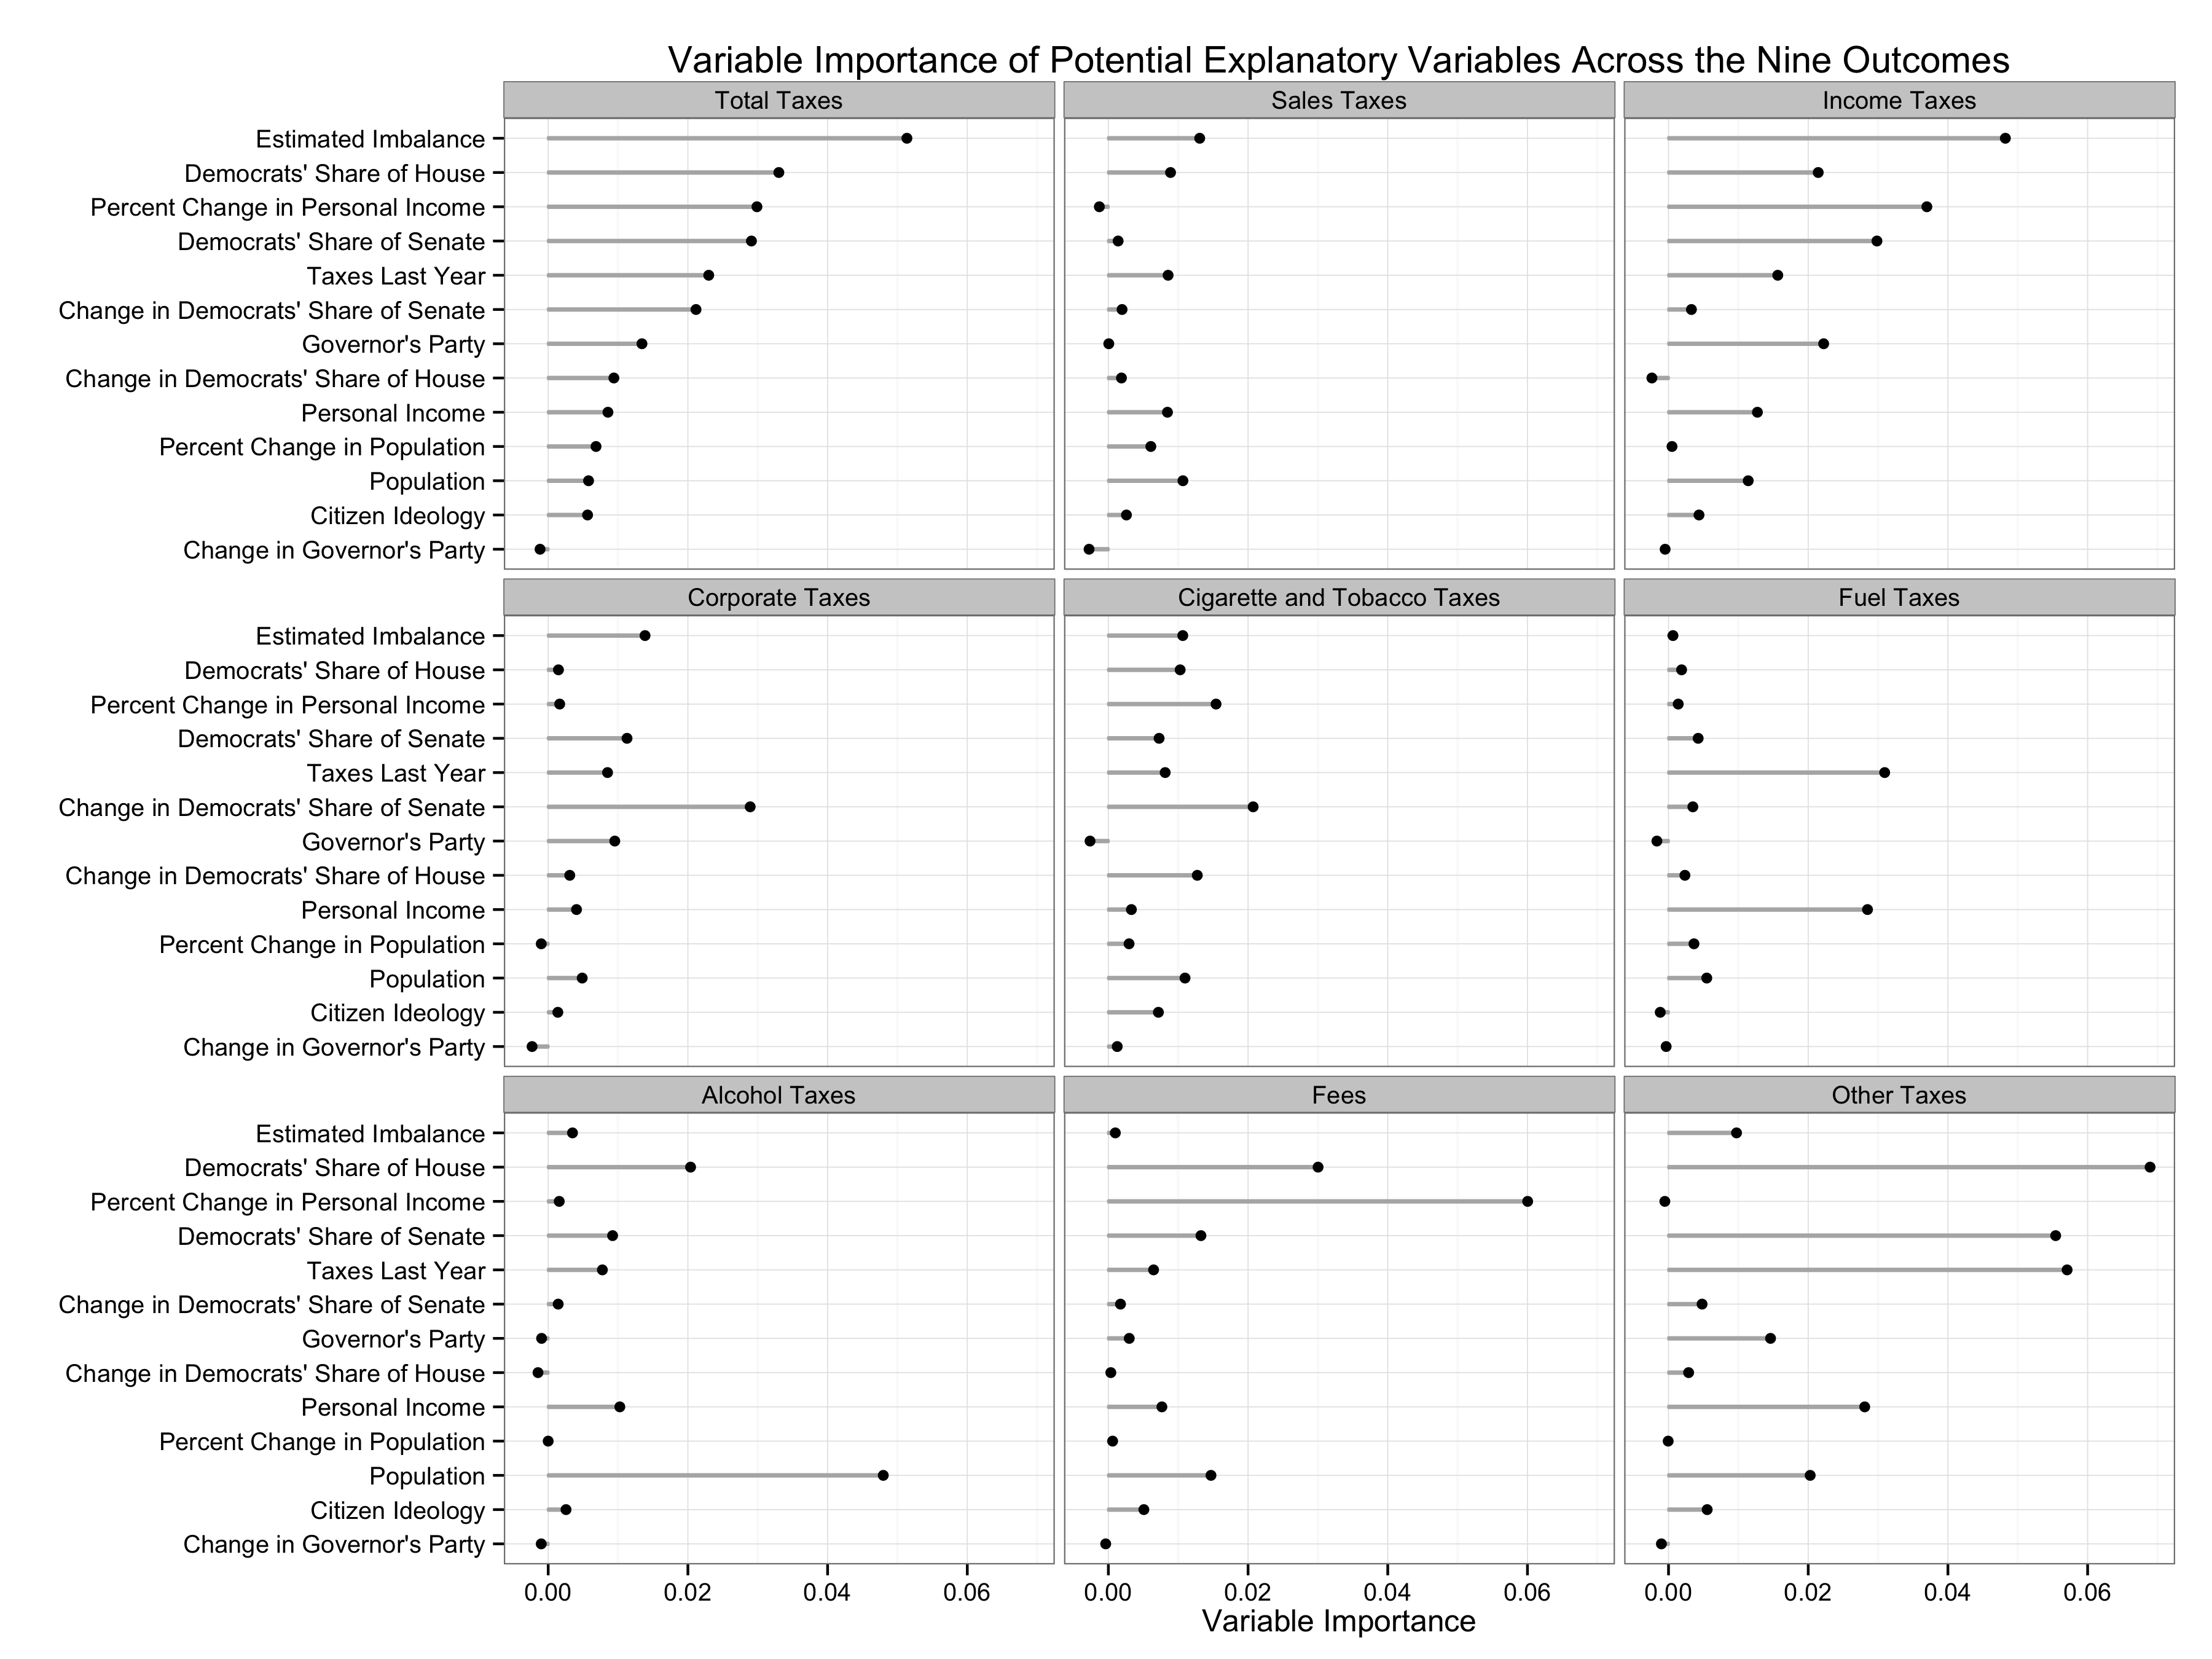 Variable Importance of Potential Explanatory Variables Across the Nine Outcomes
Total Taxes
Sales Taxes
Income Taxes
Estimated Imbalance
Democrats' Share of House
Percent Change in Personal Income
Democrats' Share of Senate
Taxes Last Year
Change in Democrats' Share of Senate
Governor's Party
Change in Democrats' Share of House
Personal Income
Percent Change in Population
Population
Citizen Ideology
Change in Governor's Party
Corporate Taxes
Cigarette and Tobacco Taxes
Fuel Taxes
Estimated Imbalance
Democrats' Share of House
Percent Change in Personal Income
Democrats' Share of Senate
Taxes Last Year
Change in Democrats' Share of Senate
Governor's Party
Change in Democrats' Share of House
Personal Income
Percent Change in Population
Population
Citizen Ideology
Change in Governor's Party
Alcohol Taxes
Fees
Other Taxes
Estimated Imbalance
Democrats' Share of House
Percent Change in Personal Income
Democrats' Share of Senate
Taxes Last Year
Change in Democrats' Share of Senate
Governor's Party
Change in Democrats' Share of House
Personal Income
Percent Change in Population
Population
Citizen Ideology
Change in Governor's Party
0.00 0.02 0.04 0.06
0.00 0.02 0.04 0.06
0.00 0.02 0.04 0.06
Variable Importance